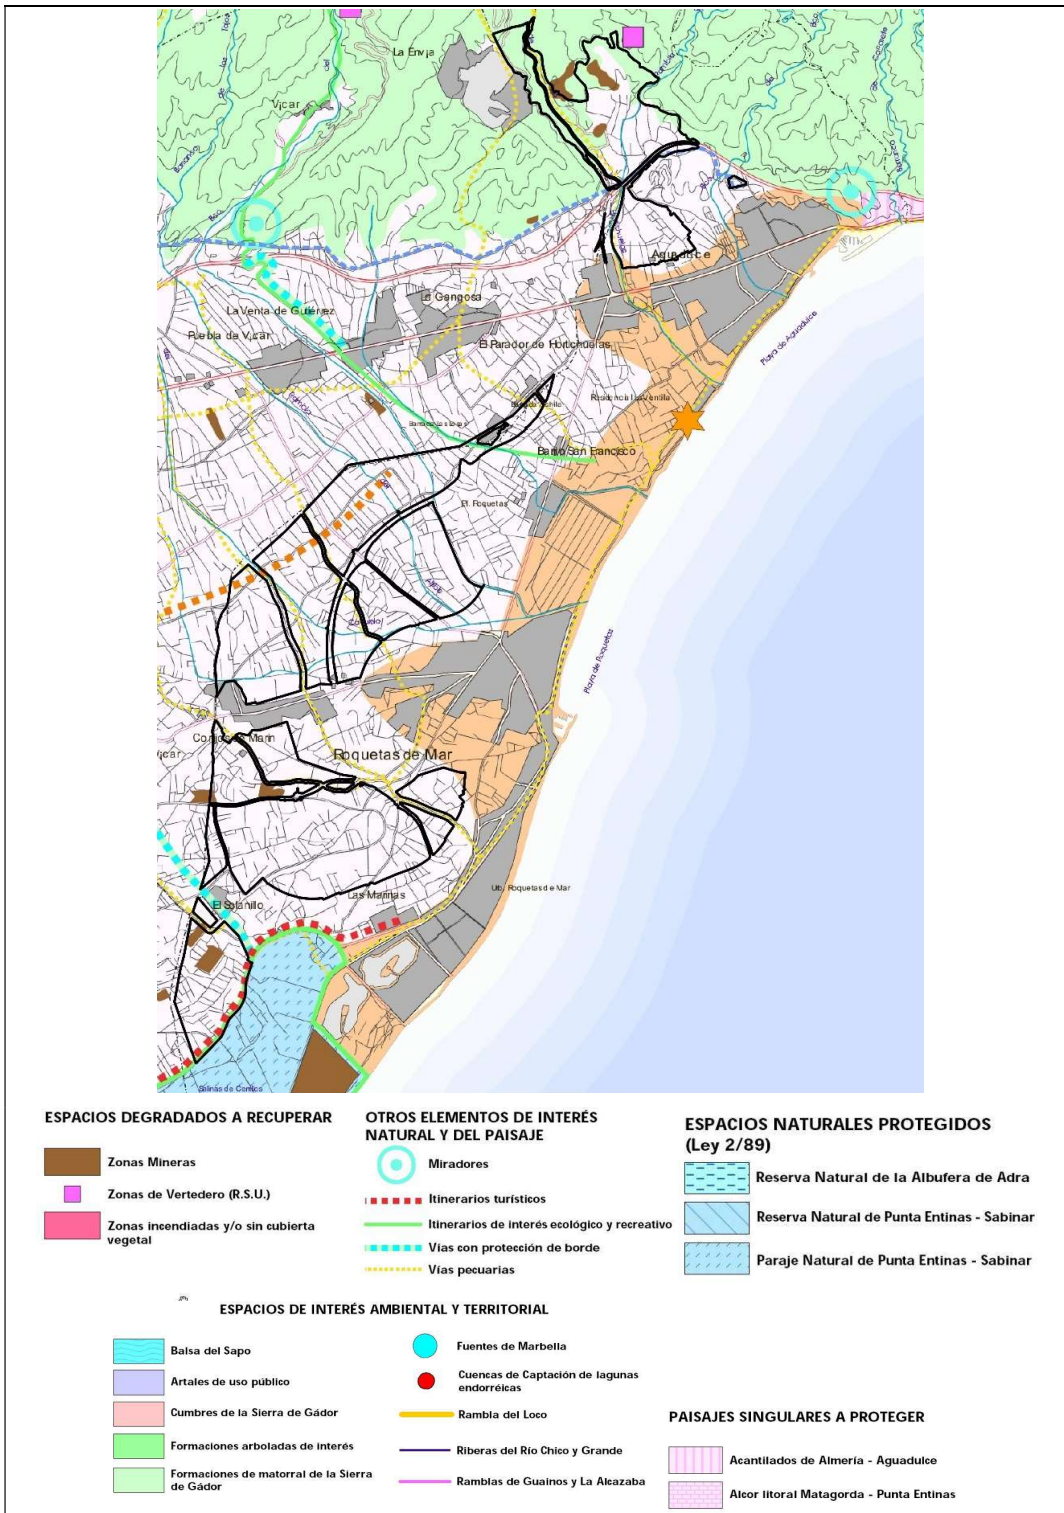 La Envia
Vicar
Aguadulce
La Gangosa
La Venta de Gutiérrez
Puebla de Vicar
El Parador de Hortichuelas
Playa de Aguadulce
Residencial La Ventilla
Barrio San Francisco
El. Roquetas
Playa de Roquetas
Cortijos de Marin
Vicar
Roquetas de Mar
Urb. Roquetas de Mar
Las Marinas
El Solanillo
Salinas de Cerrillos
ESPACIOS DEGRADADOS A RECUPERAR
Zonas Mineras
Zonas de Vertedero (R.S.U.)
Zonas incendiadas y/o sin cubierta
vegetal
OTROS ELEMENTOS DE INTERÉS
NATURAL Y DEL PAISAJE
Miradores
Itinerarios turísticos
Itinerarios de interés ecológico y recreativo
Vías con protección de borde
Vías pecuarias
ESPACIOS NATURALES PROTEGIDOS
(Ley 2/89)
Reserva Natural de la Albufera de Adra
Reserva Natural de Punta Entinas - Sabinar
Paraje Natural de Punta Entinas - Sabinar
ESPACIOS DE INTERÉS AMBIENTAL Y TERRITORIAL
Balsa del Sapo
Artales de uso público
Cumbres de la Sierra de Gádor
Formaciones arboladas de interés
Formaciones de matorral de la Sierra
de Gádor
Fuentes de Marbella
Cuencas de Captación de lagunas
endorréicas
Rambla del Loco
Riberas del Río Chico y Grande
Ramblas de Guainos y La Alcazaba
PAISAJES SINGULARES A PROTEGER
Acantilados de Almería - Aguadulce
Alcor litoral Matagorda - Punta Entinas